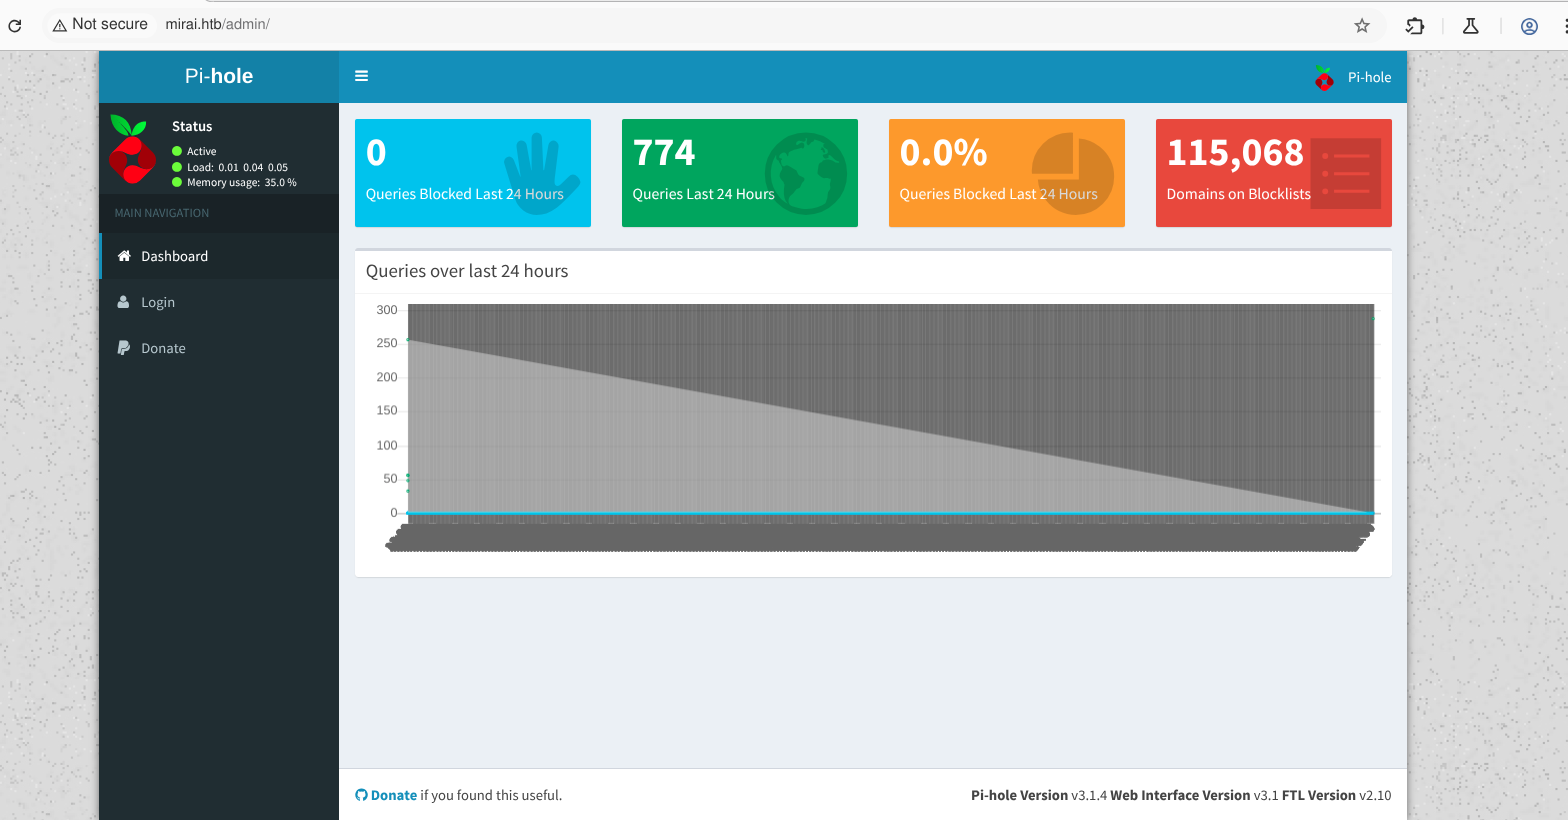 Not secure mirai.htb/admin/
Pi-hole
Pi-hole
Status
Active
Load: 0.01 0.04 0.05
Memory usage: 35.0 %
MAIN NAVIGATION
Dashboard
Login
Donate
0
Queries Blocked Last 24 Hours
774
Queries Last 24 Hours
0.0%
Queries Blocked Last 24 Hours
115,068
Domains on Blocklists
Queries over last 24 hours
300
250
200
150
100
50
0
Donate if you found this useful.
Pi-hole Version v3.1.4 Web Interface Version v3.1 FTL Version v2.10